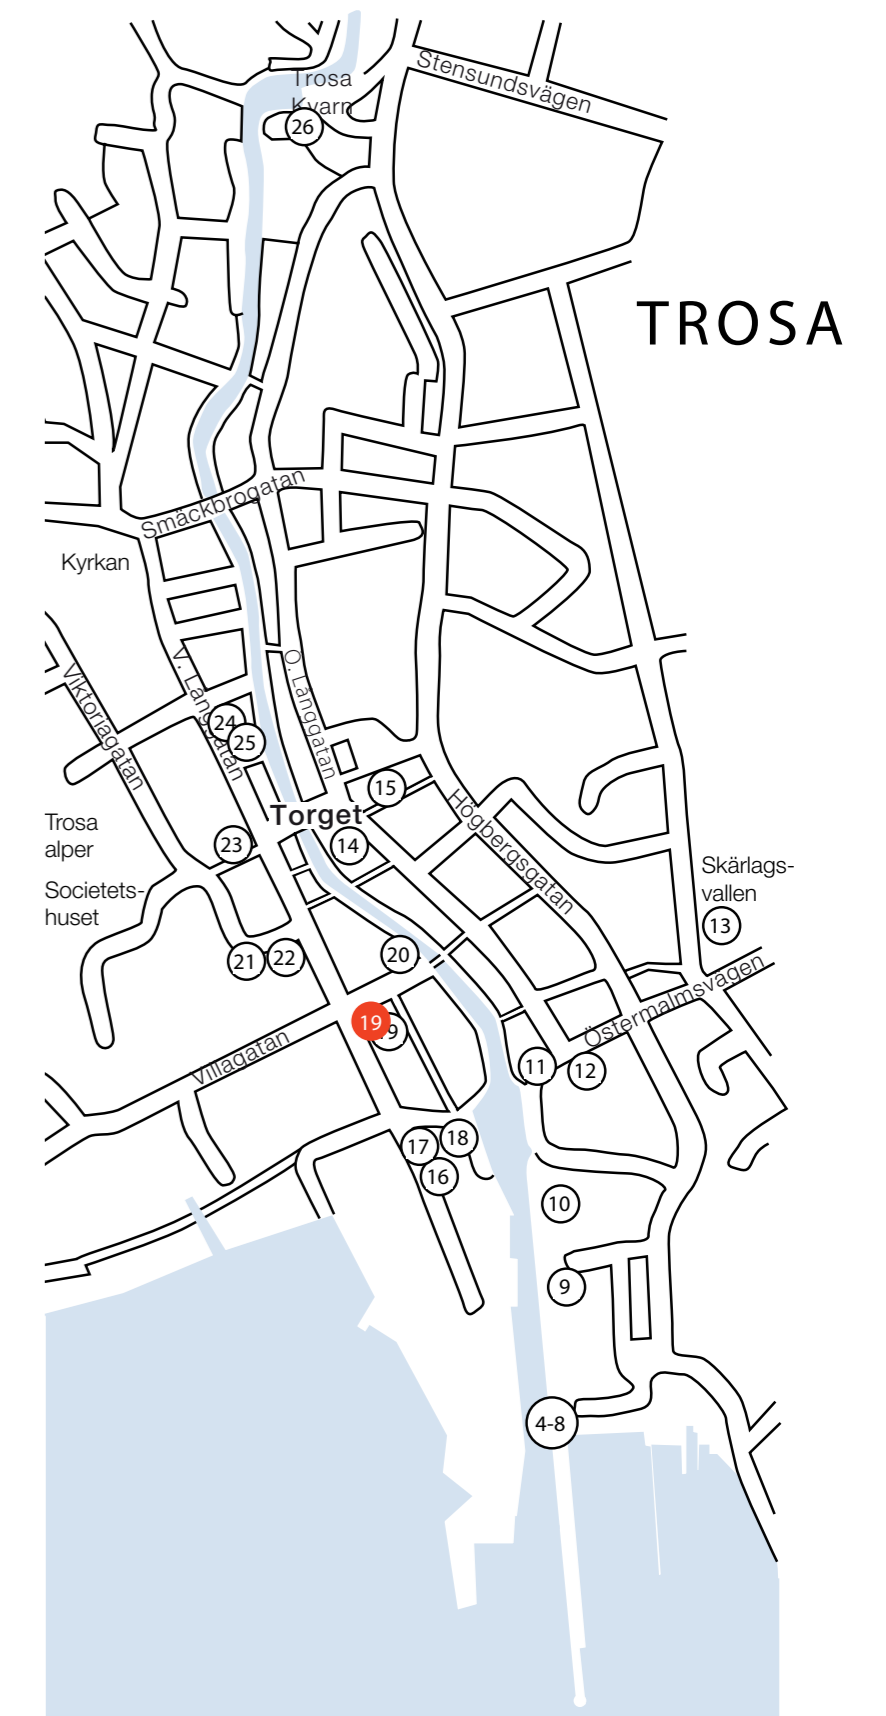 Stensundsvägen
Trosa
Kvarn
26
TROSA
Smäckbrogatan
Kyrkan
Viktoriagatan
V. Långgatan
Ö. Långgatan
24
25
15
Torget
Högbergsgatan
Trosa
alper
23
14
Societets-
huset
Skärlags-
vallen
13
21
22
20
Östermalmsvägen
19
19
Villagatan
11
12
17
18
16
10
9
4-8